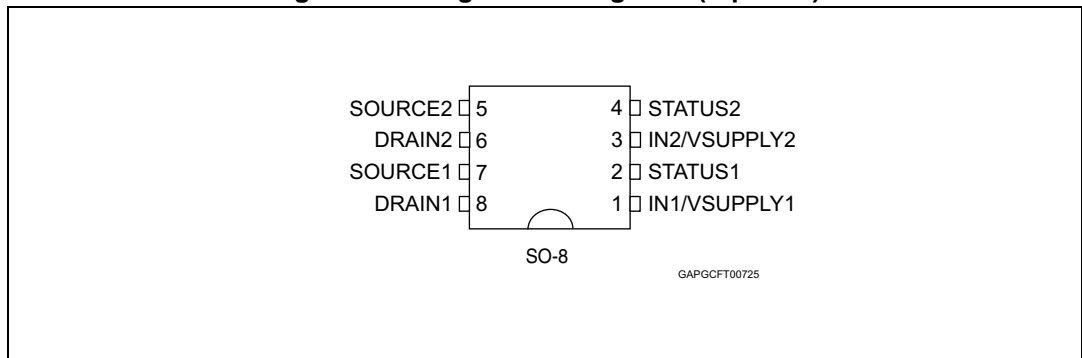 SOURCE2 5 4 STATUS2
DRAIN2 6 3 IN2/VSUPPLY2
SOURCE1 7 2 STATUS1
DRAIN1 8 1 IN1/VSUPPLY1
SO-8
GAPGCFT00725